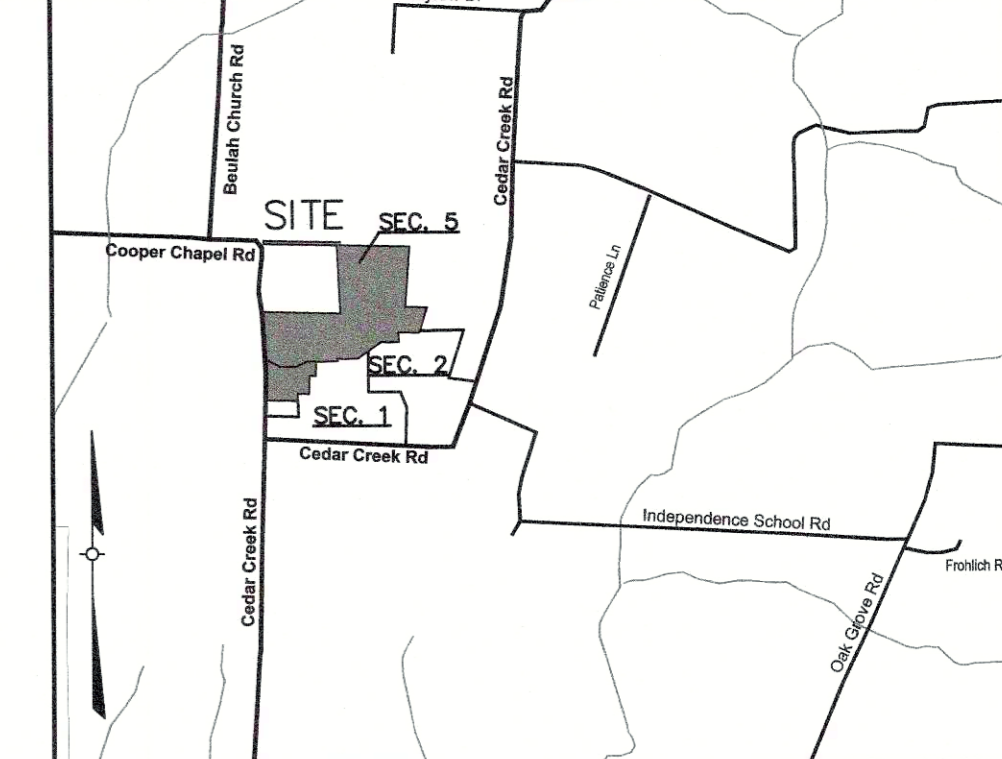 Beulah Church Rd
Cedar Creek Rd
SITE
SEC. 5
Cooper Chapel Rd
Patience Ln
SEC. 2
SEC. 1
Cedar Creek Rd
Cedar Creek Rd
Independence School Rd
Frohlich R
Oak Grove Rd